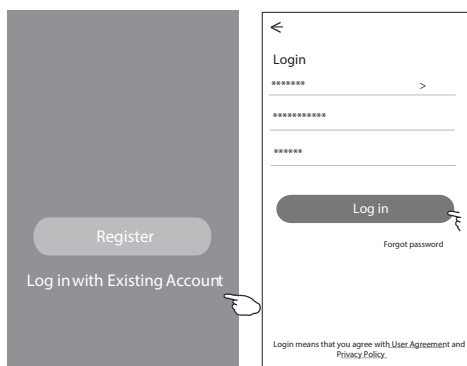 Register
Log in with Existing Account
Login
******* >
***********
******
Log in
Forgot password
Login means that you agree with User Agreement and
Privacy Policy